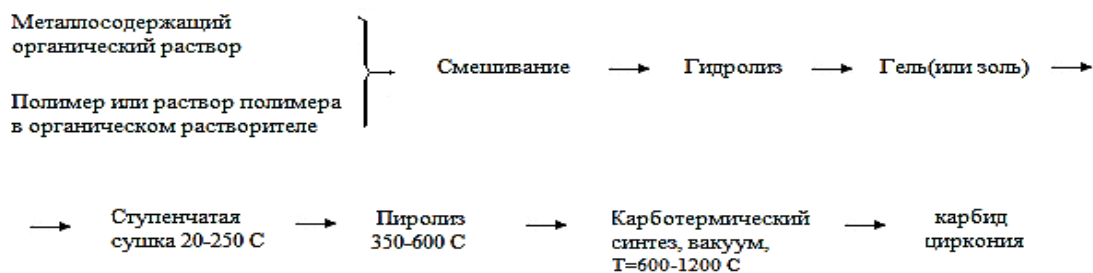 Металлосодержащий
органический раствор
Полимер или раствор полимера
в органическом растворителе
Смешивание
Гидролиз
Гель(или золь)
Ступенчатая
сушка 20-250 С
Пиролиз
350-600 С
Карботермический
синтез, вакуум,
Т=600-1200 С
карбид
циркония